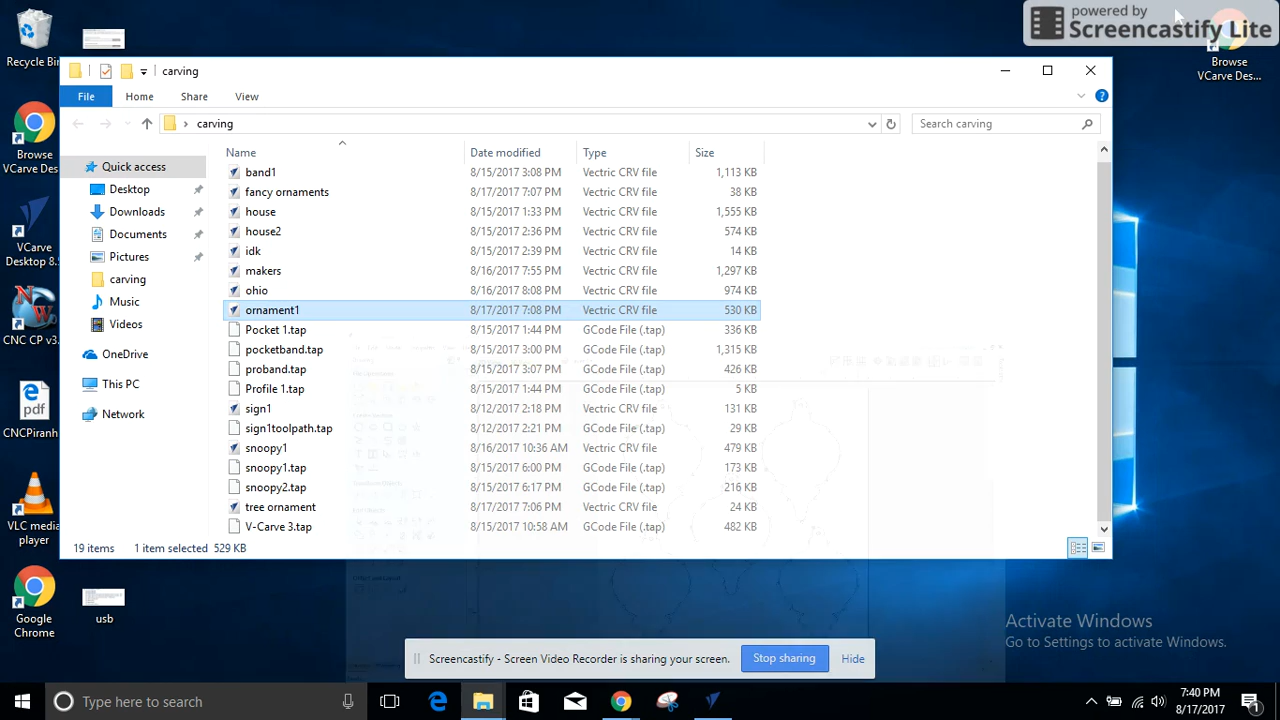 powered by
Screencastify Lite
Recycle Bin
Browse
VCarve Des...
carving
File Home Share View
carving
Search carving
Name Date modified Type Size
Quick access
Desktop
Downloads
Documents
Pictures
carving
Music
Videos
OneDrive
This PC
Network
band1 8/15/2017 3:08 PM Vectric CRV file 1,113 KB
fancy ornaments 8/17/2017 7:07 PM Vectric CRV file 38 KB
house 8/15/2017 1:33 PM Vectric CRV file 1,555 KB
house2 8/15/2017 2:39 PM Vectric CRV file 574 KB
idk 8/15/2017 2:39 PM Vectric CRV file 14 KB
makers 8/16/2017 7:55 PM Vectric CRV file 1,297 KB
ohio 8/16/2017 8:08 PM Vectric CRV file 974 KB
ornament1 8/17/2017 7:08 PM Vectric CRV file 530 KB
Pocket 1.tap 8/15/2017 1:44 PM GCode File (.tap) 336 KB
pocketband.tap 8/15/2017 3:00 PM GCode File (.tap) 1,315 KB
proband.tap 8/15/2017 3:07 PM GCode File (.tap) 426 KB
Profile 1.tap 8/15/2017 1:44 PM GCode File (.tap) 5 KB
sign1 8/12/2017 2:18 PM Vectric CRV file 131 KB
sign1toolpath.tap 8/12/2017 2:21 PM GCode File (.tap) 29 KB
snoopy1 8/16/2017 10:36 AM Vectric CRV file 479 KB
snoopy1.tap 8/15/2017 6:00 PM GCode File (.tap) 173 KB
snoopy2.tap 8/15/2017 6:17 PM GCode File (.tap) 216 KB
tree ornament 8/17/2017 7:06 PM Vectric CRV file 24 KB
V-Carve 3.tap 8/15/2017 10:58 AM GCode File (.tap) 482 KB
19 items 1 item selected 529 KB
Browse
VCarve Des
VCarve
Desktop 8.5
CNC CP v3.
pdf
CNCPiranh
VLC media
player
Google
Chrome
usb
Activate Windows
Go to Settings to activate Windows.
Screencastify - Screen Video Recorder is sharing your screen. Stop sharing Hide
Type here to search
7:40 PM
8/17/2017
1